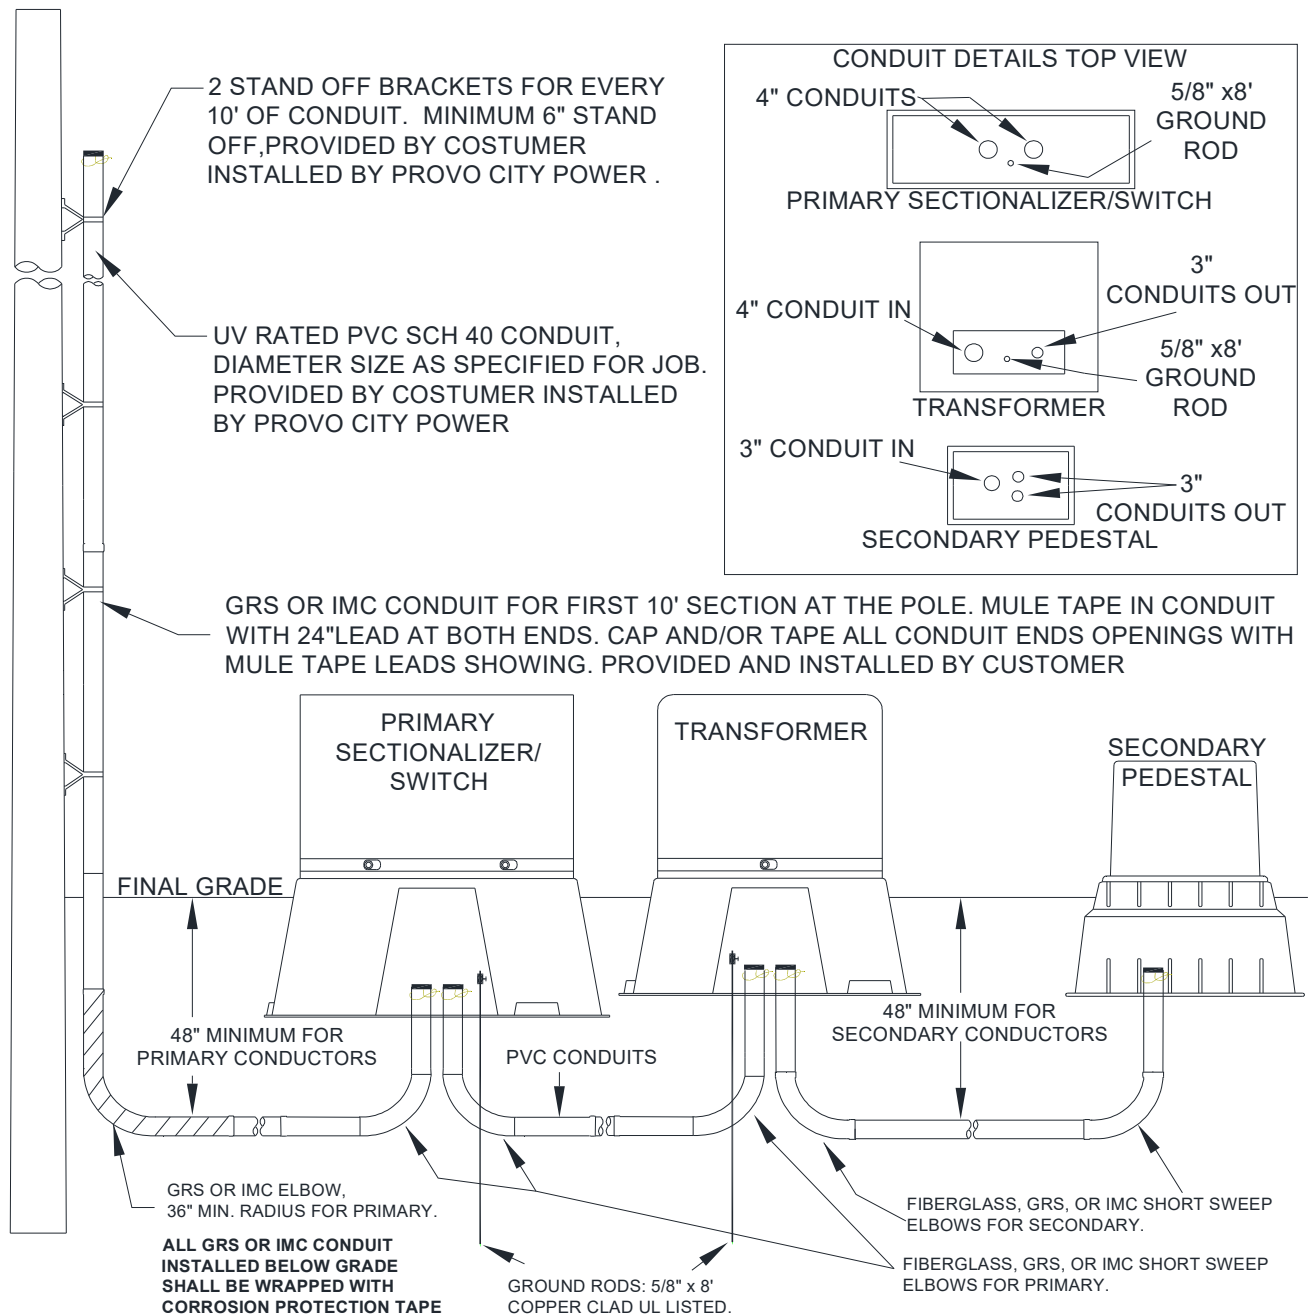 2 STAND OFF BRACKETS FOR EVERY
10' OF CONDUIT. MINIMUM 6" STAND
OFF,PROVIDED BY COSTUMER
INSTALLED BY PROVO CITY POWER .
UV RATED PVC SCH 40 CONDUIT,
DIAMETER SIZE AS SPECIFIED FOR JOB.
PROVIDED BY COSTUMER INSTALLED
BY PROVO CITY POWER
CONDUIT DETAILS TOP VIEW
4" CONDUITS
5/8" x8'
GROUND
ROD
PRIMARY SECTIONALIZER/SWITCH
3"
CONDUITS OUT
4" CONDUIT IN
5/8" x8'
GROUND
ROD
TRANSFORMER
3" CONDUIT IN
3"
CONDUITS OUT
SECONDARY PEDESTAL
GRS OR IMC CONDUIT FOR FIRST 10' SECTION AT THE POLE. MULE TAPE IN CONDUIT
WITH 24"LEAD AT BOTH ENDS. CAP AND/OR TAPE ALL CONDUIT ENDS OPENINGS WITH
MULE TAPE LEADS SHOWING. PROVIDED AND INSTALLED BY CUSTOMER
PRIMARY
SECTIONALIZER/
SWITCH
TRANSFORMER
SECONDARY
PEDESTAL
FINAL GRADE
48" MINIMUM FOR
PRIMARY CONDUCTORS
PVC CONDUITS
48" MINIMUM FOR
SECONDARY CONDUCTORS
GRS OR IMC ELBOW,
36" MIN. RADIUS FOR PRIMARY.
ALL GRS OR IMC CONDUIT
INSTALLED BELOW GRADE
SHALL BE WRAPPED WITH
CORROSION PROTECTION TAPE
GROUND RODS: 5/8" x 8'
COPPER CLAD UL LISTED.
FIBERGLASS, GRS, OR IMC SHORT SWEEP
ELBOWS FOR SECONDARY.
FIBERGLASS, GRS, OR IMC SHORT SWEEP
ELBOWS FOR PRIMARY.